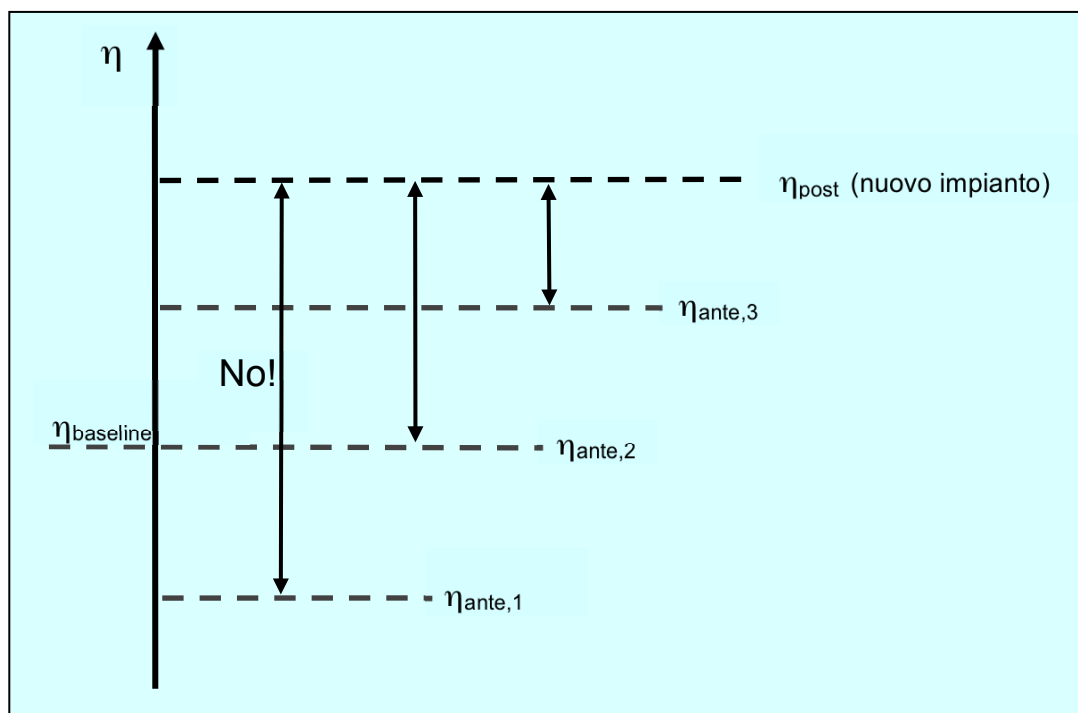 η
ηpost (nuovo impianto)
ηante,3
No!
ηbaseline
ηante,2
ηante,1